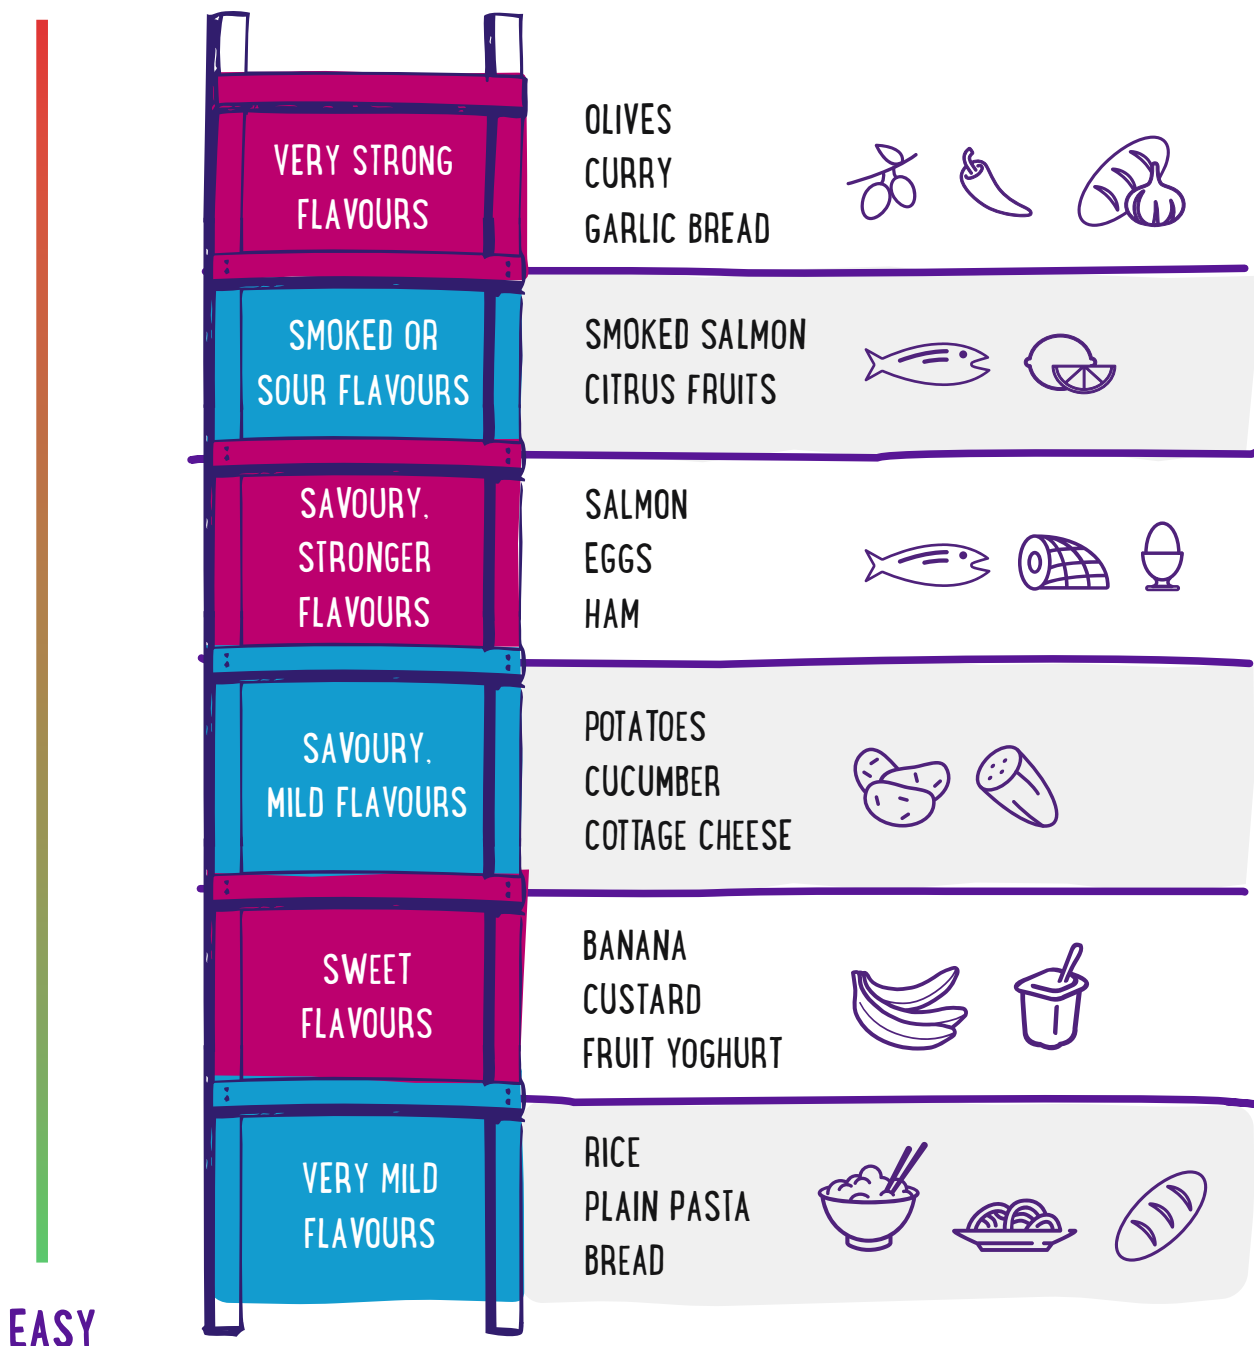 VERY STRONG
FLAVOURS
OLIVES
CURRY
GARLIC BREAD
SMOKED OR
SOUR FLAVOURS
SMOKED SALMON
CITRUS FRUITS
SAVOURY,
STRONGER
FLAVOURS
SALMON
EGGS
HAM
SAVOURY,
MILD FLAVOURS
POTATOES
CUCUMBER
COTTAGE CHEESE
SWEET
FLAVOURS
BANANA
CUSTARD
FRUIT YOGHURT
VERY MILD
FLAVOURS
RICE
PLAIN PASTA
BREAD
EASY